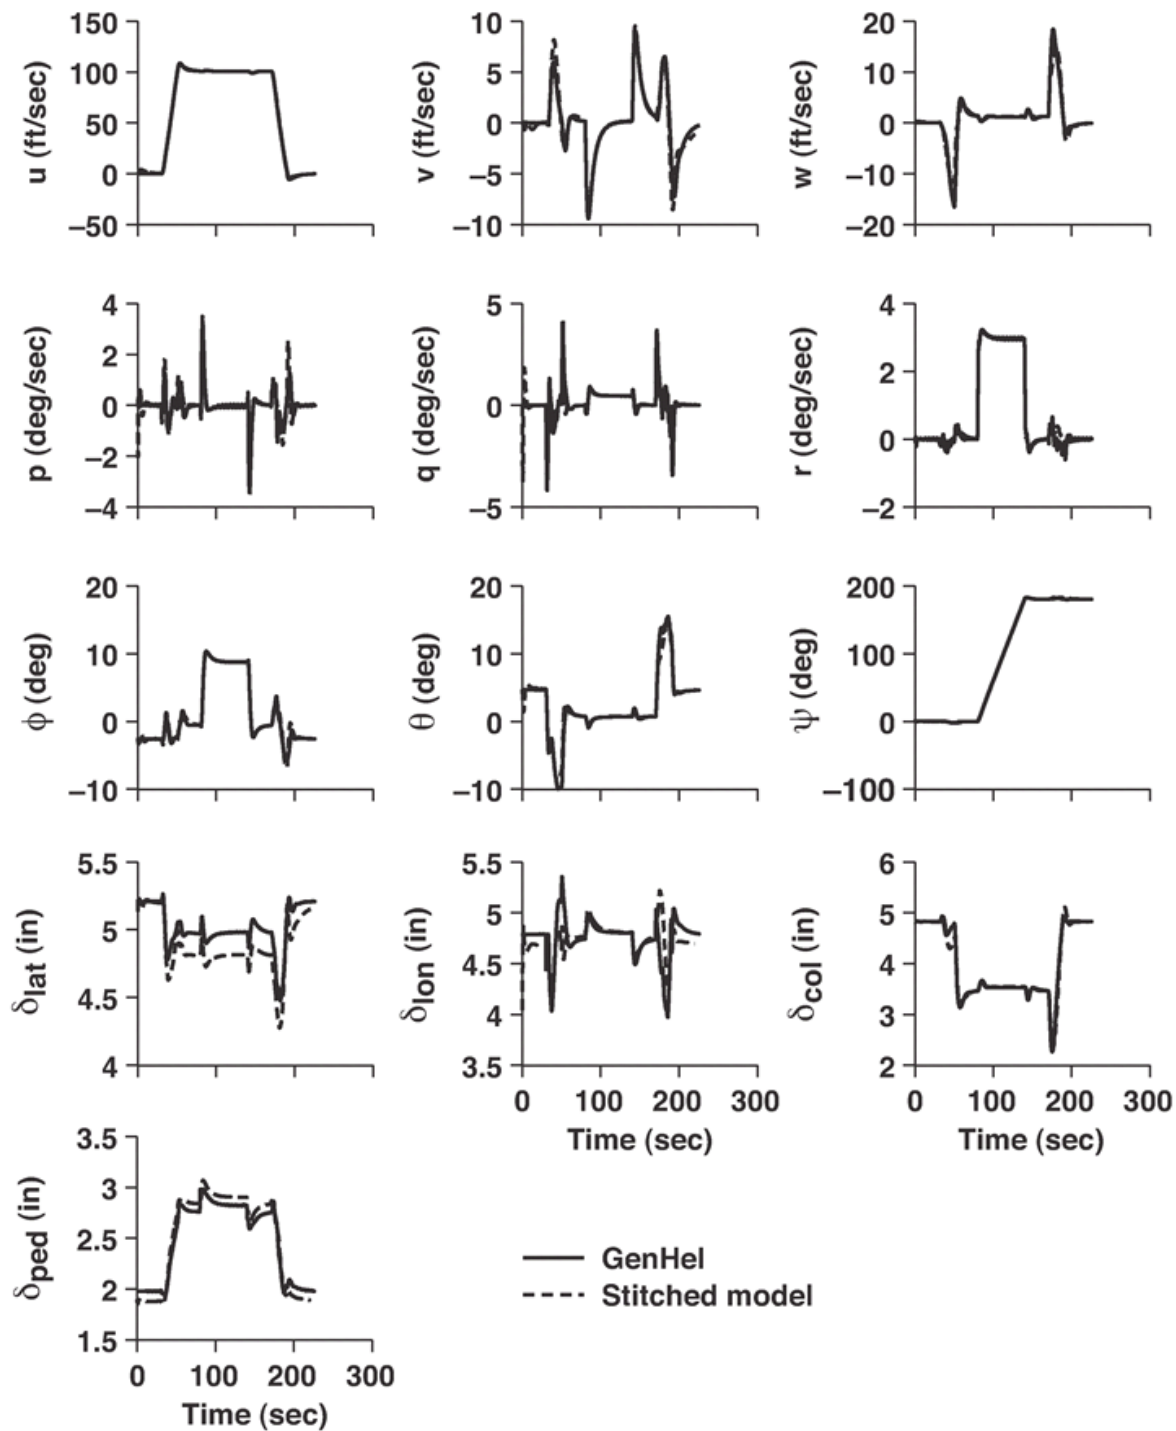 u (ft/sec)
150
100
50
0
–50
v (ft/sec)
10
5
0
–5
–10
w (ft/sec)
20
10
0
–10
–20
p (deg/sec)
4
2
0
–2
–4
q (deg/sec)
5
0
–5
r (deg/sec)
4
2
0
–2
ϕ (deg)
20
10
0
–10
θ (deg)
20
10
0
–10
ψ (deg)
200
100
0
–100
δlat (in)
5.5
5
4.5
4
δlon (in)
5.5
5
4.5
4
3.5
0 100 200 300
Time (sec)
δcol (in)
6
5
4
3
2
0 100 200 300
Time (sec)
δped (in)
3.5
3
2.5
2
1.5
0 100 200 300
Time (sec)
GenHel
Stitched model